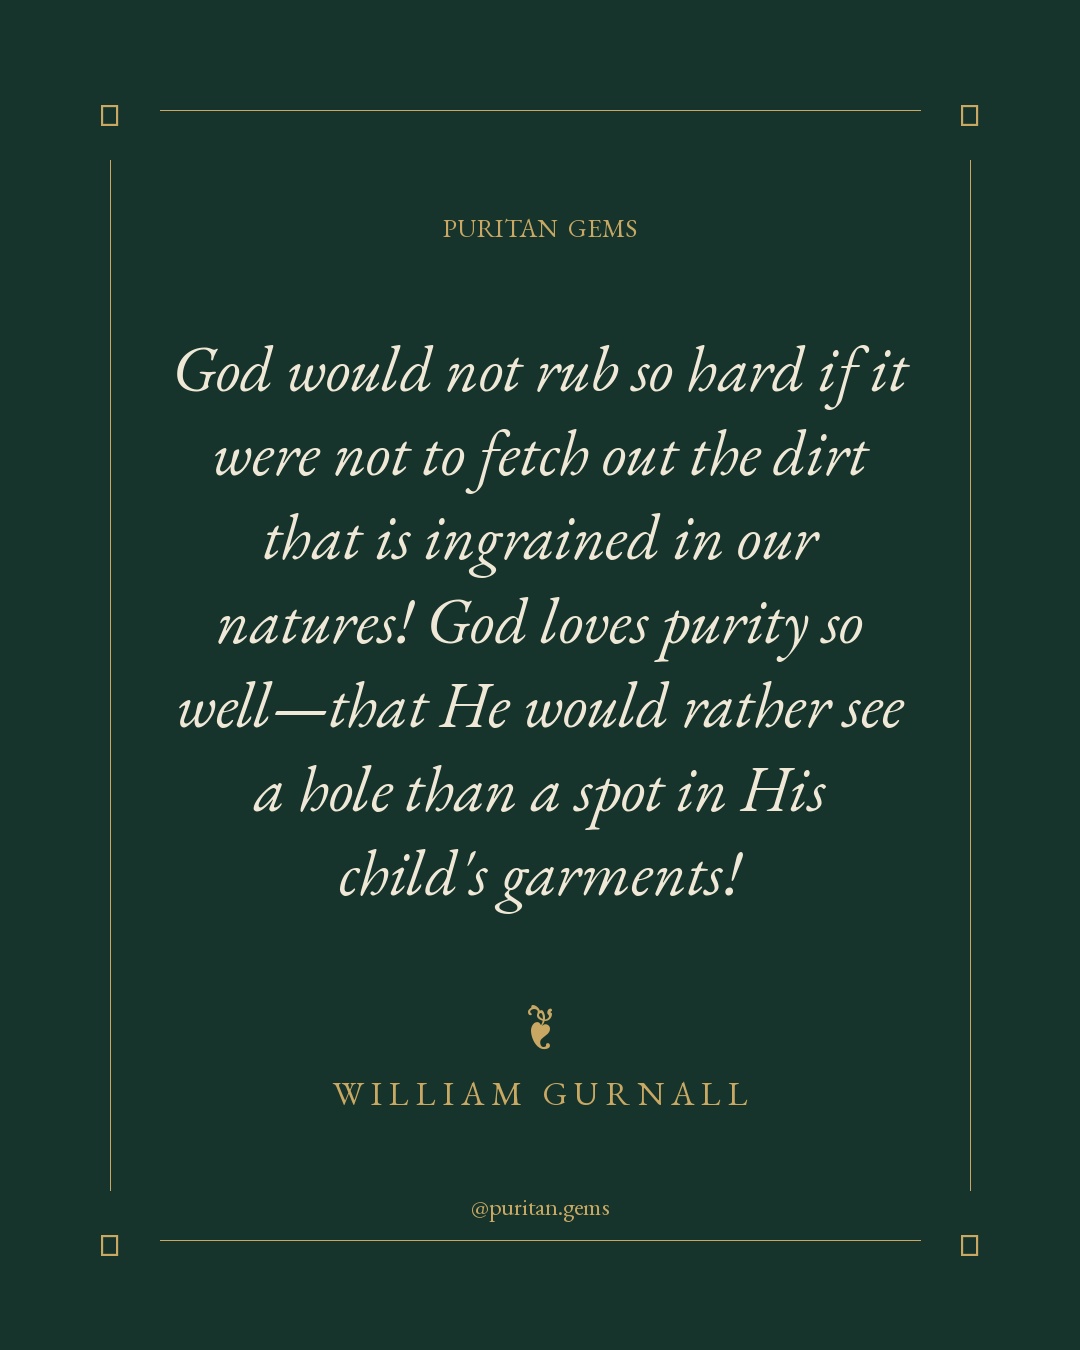 PURITAN GEMS
God would not rub so hard if it
were not to fetch out the dirt
that is ingrained in our
natures! God loves purity so
well—that He would rather see
a hole than a spot in His
child's garments!
WILLIAM GURNALL
@puritan.gems